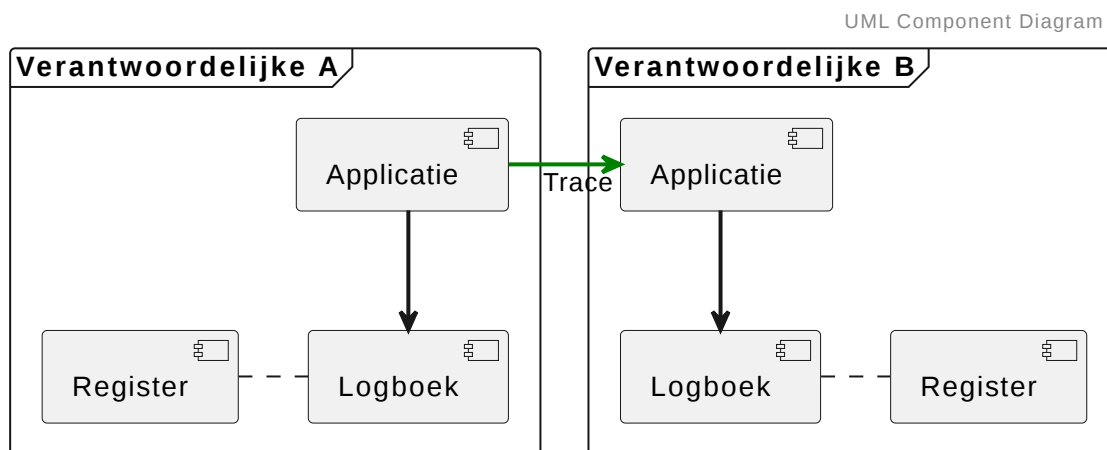 UML Component Diagram
Verantwoordelijke A
Verantwoordelijke B
Applicatie
Trace
Applicatie
Register
Logboek
Logboek
Register